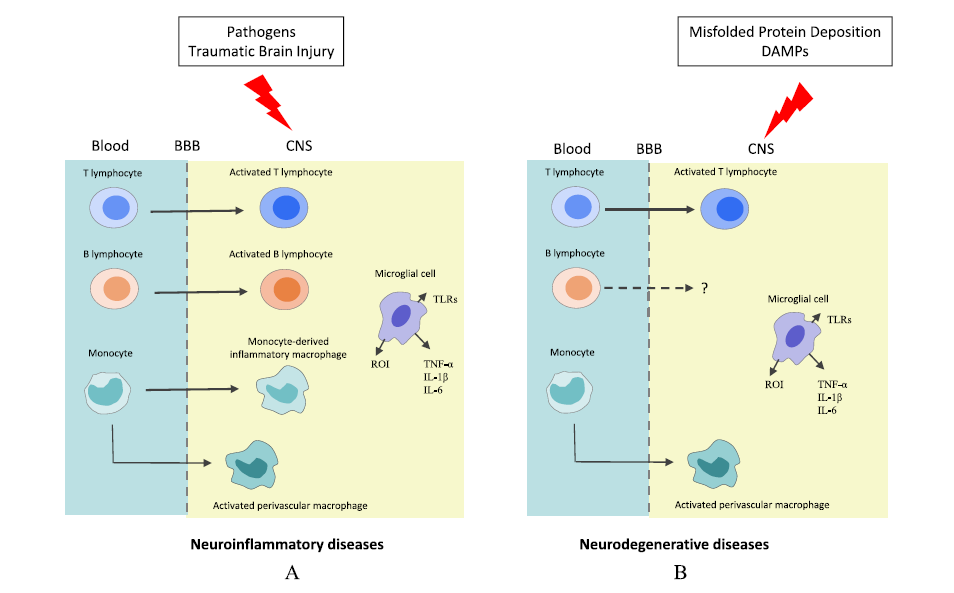 Pathogens
Traumatic Brain Injury
Blood
BBB
CNS
T lymphocyte
Activated T lymphocyte
B lymphocyte
Activated B lymphocyte
Microglial cell
TLRs
Monocyte
Monocyte-derived
inflammatory macrophage
ROI
TNF-α
IL-1β
IL-6
Activated perivascular macrophage
Neuroinflammatory diseases
A
Misfolded Protein Deposition
DAMPs
Blood
BBB
CNS
T lymphocyte
Activated T lymphocyte
B lymphocyte
?
Microglial cell
TLRs
Monocyte
ROI
TNF-α
IL-1β
IL-6
Activated perivascular macrophage
Neurodegenerative diseases
B